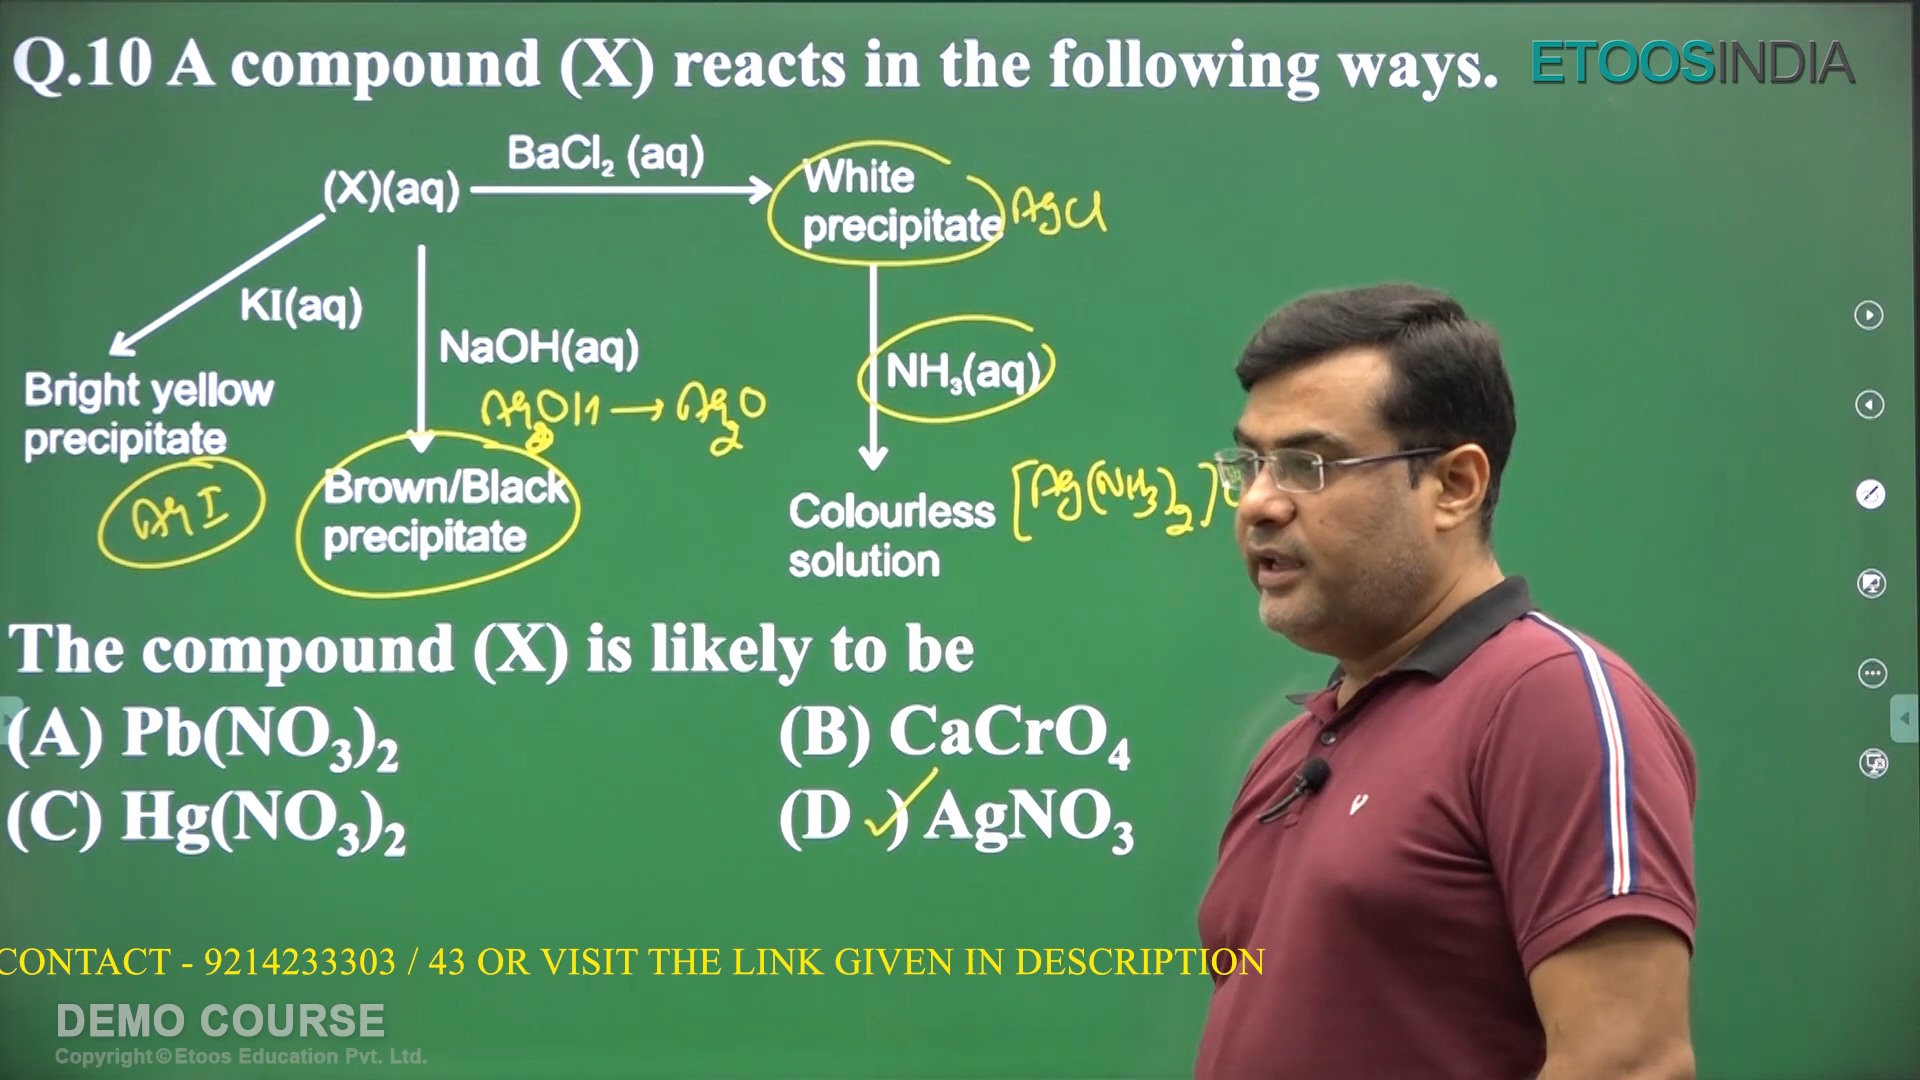 Q.10 A compound (X) reacts in the following ways.
ETOOSINDIA
BaCl₂ (aq)
(X)(aq)
White
precipitate
AgCl
KI(aq)
NaOH(aq)
NH₃(aq)
AgOH → Ag₂O
Bright yellow
precipitate
AgI
Brown/Black
precipitate
Colourless
solution
[Ag(NH₃)₂]
The compound (X) is likely to be
(A) Pb(NO₃)₂
(B) CaCrO₄
(C) Hg(NO₃)₂
(D ✓) AgNO₃
CONTACT - 9214233303 / 43 OR VISIT THE LINK GIVEN IN DESCRIPTION
DEMO COURSE
Copyright © Etoos Education Pvt. Ltd.